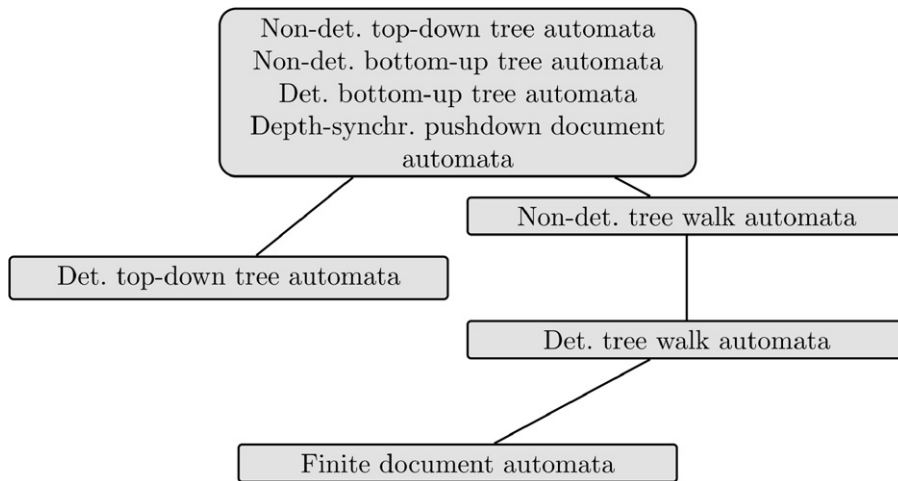 Non-det. top-down tree automata
Non-det. bottom-up tree automata
Det. bottom-up tree automata
Depth-synchr. pushdown document
automata
Non-det. tree walk automata
Det. top-down tree automata
Det. tree walk automata
Finite document automata